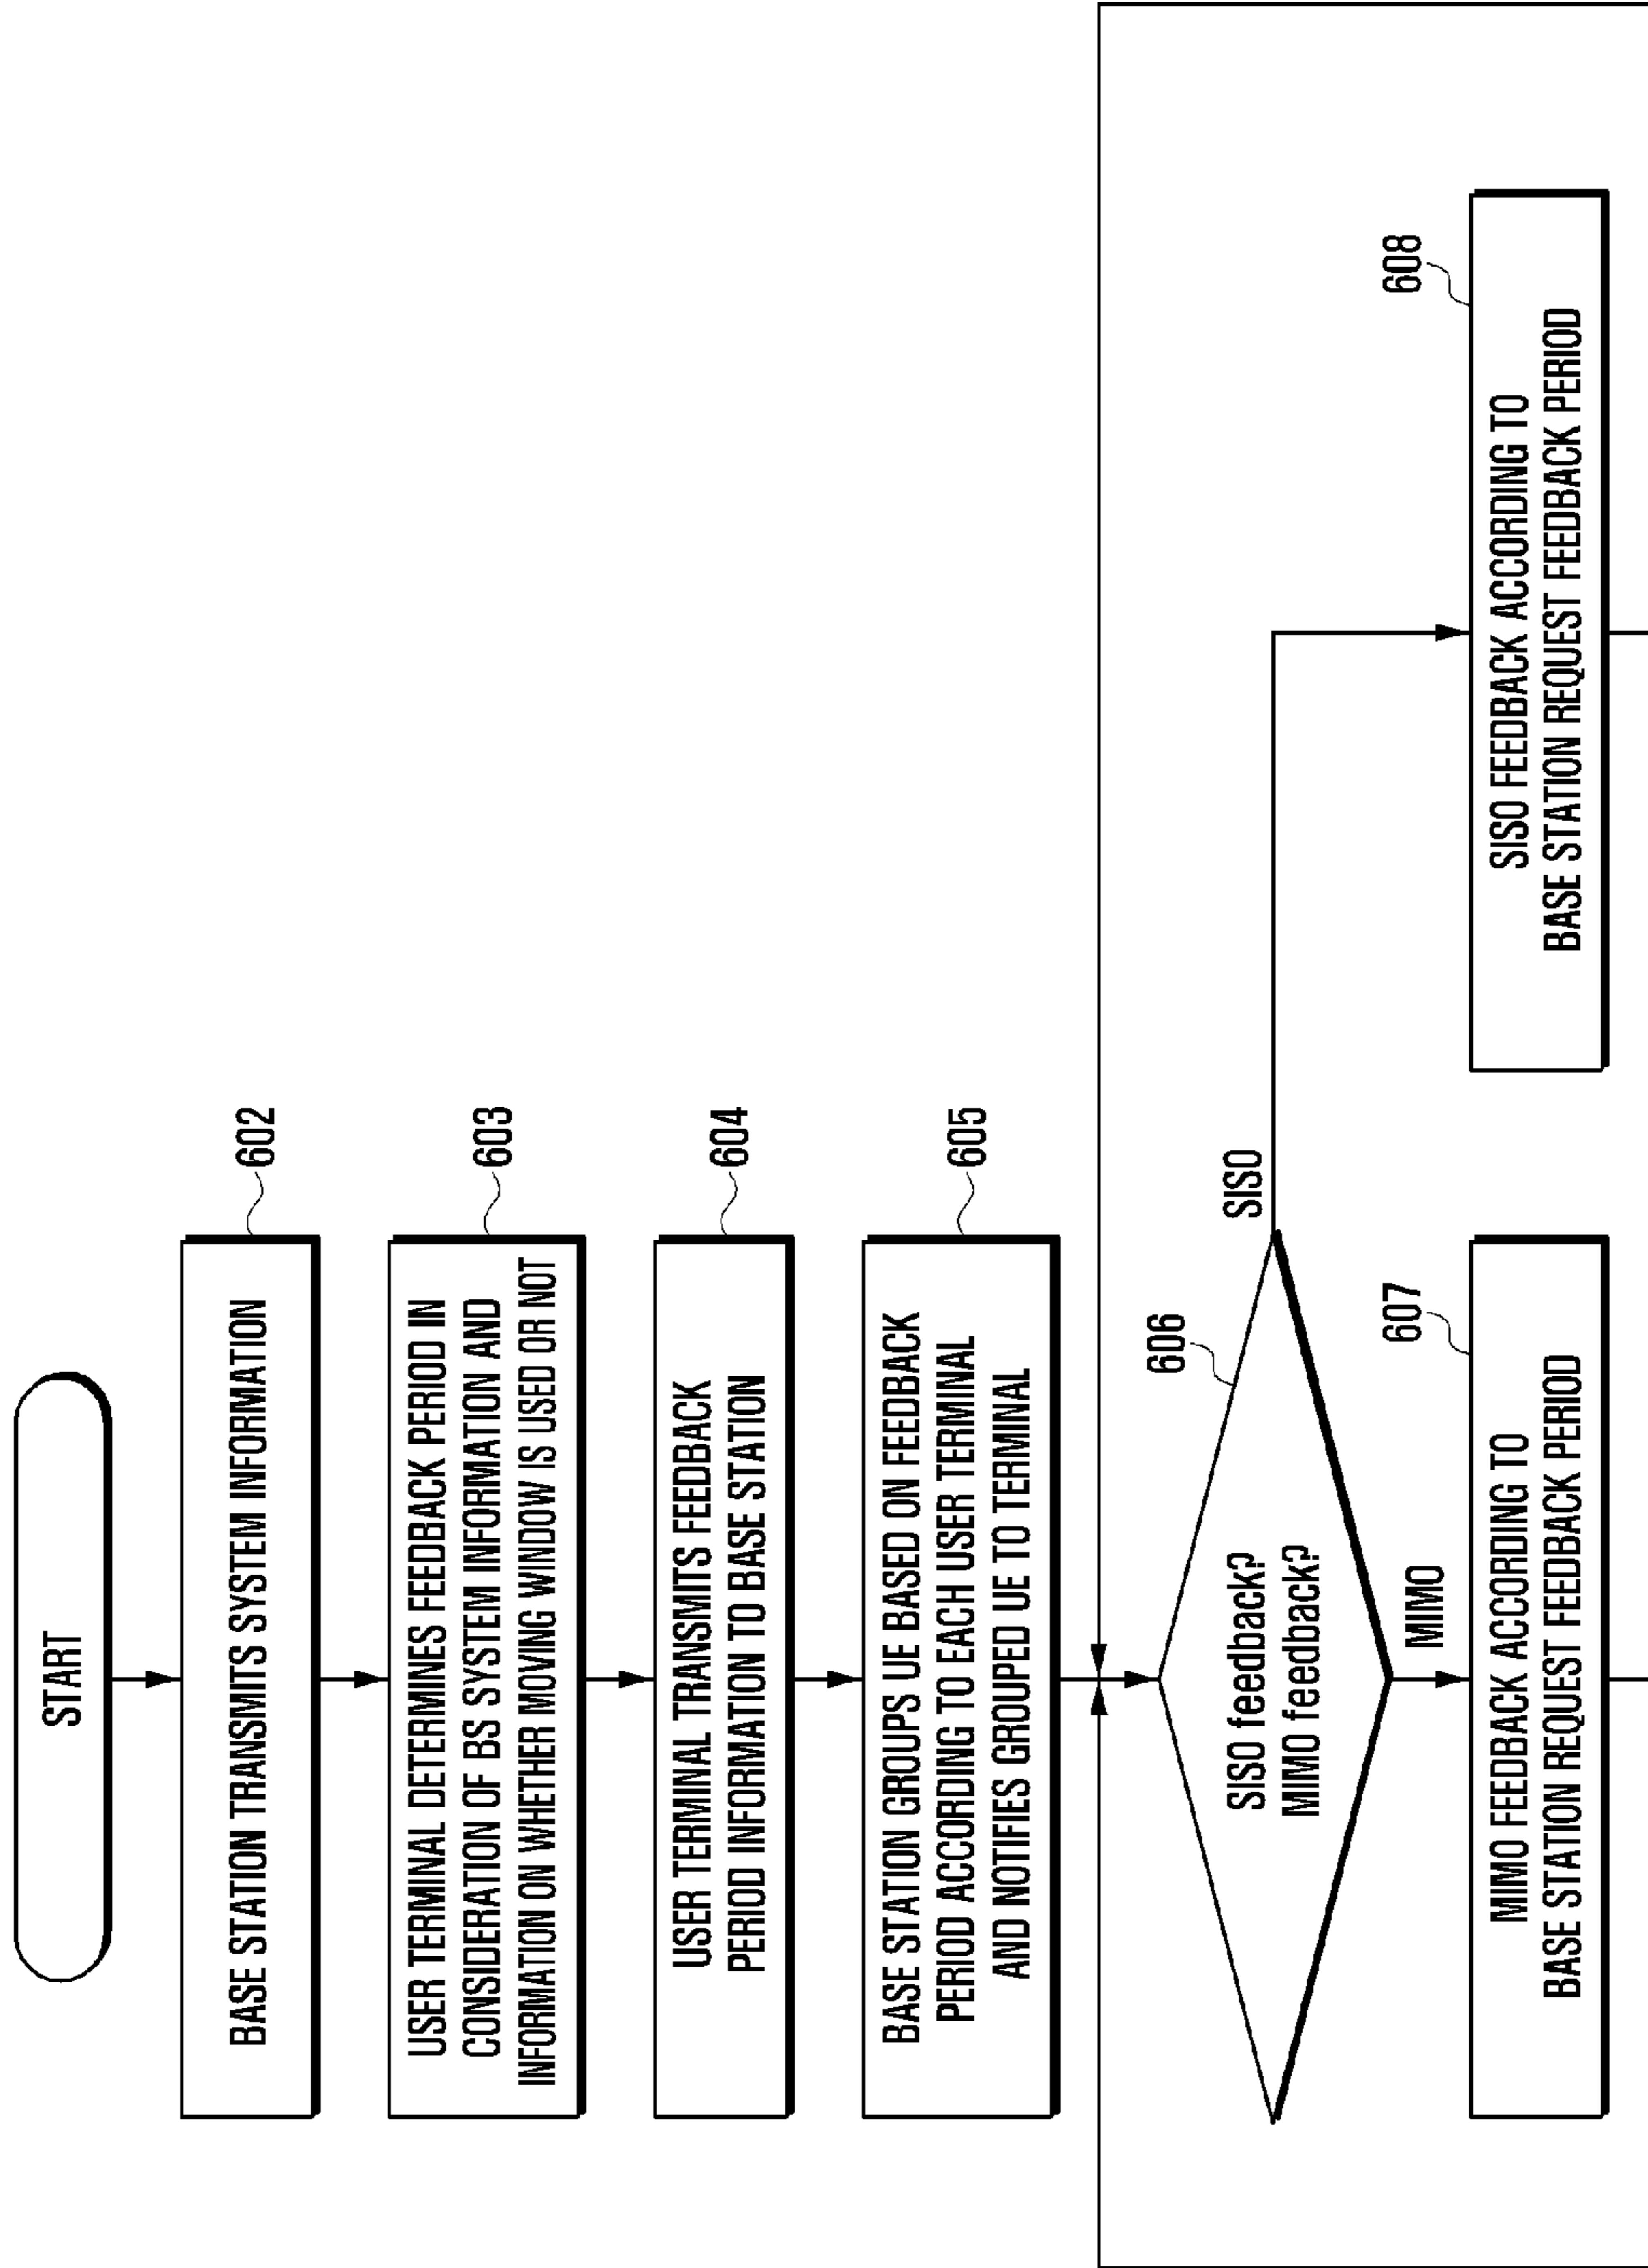 START
BASE STATION TRANSMITS SYSTEM INFORMATION
602
USER TERMINAL DETERMINES FEEDBACK PERIOD IN
CONSIDERATION OF BS SYSTEM INFORMATION AND
INFORMATION ON WHETHER MOVING WINDOW IS USED OR NOT
603
USER TERMINAL TRANSMITS FEEDBACK
PERIOD INFORMATION TO BASE STATION
604
BASE STATION GROUPS UE BASED ON FEEDBACK
PERIOD ACCORDING TO EACH USER TERMINAL
AND NOTIFIES GROUPED UE TO TERMINAL
605
606
SISO feedback?
MIMO feedback?
SISO
MIMO
607
MIMO FEEDBACK ACCORDING TO
BASE STATION REQUEST FEEDBACK PERIOD
608
SISO FEEDBACK ACCORDING TO
BASE STATION REQUEST FEEDBACK PERIOD